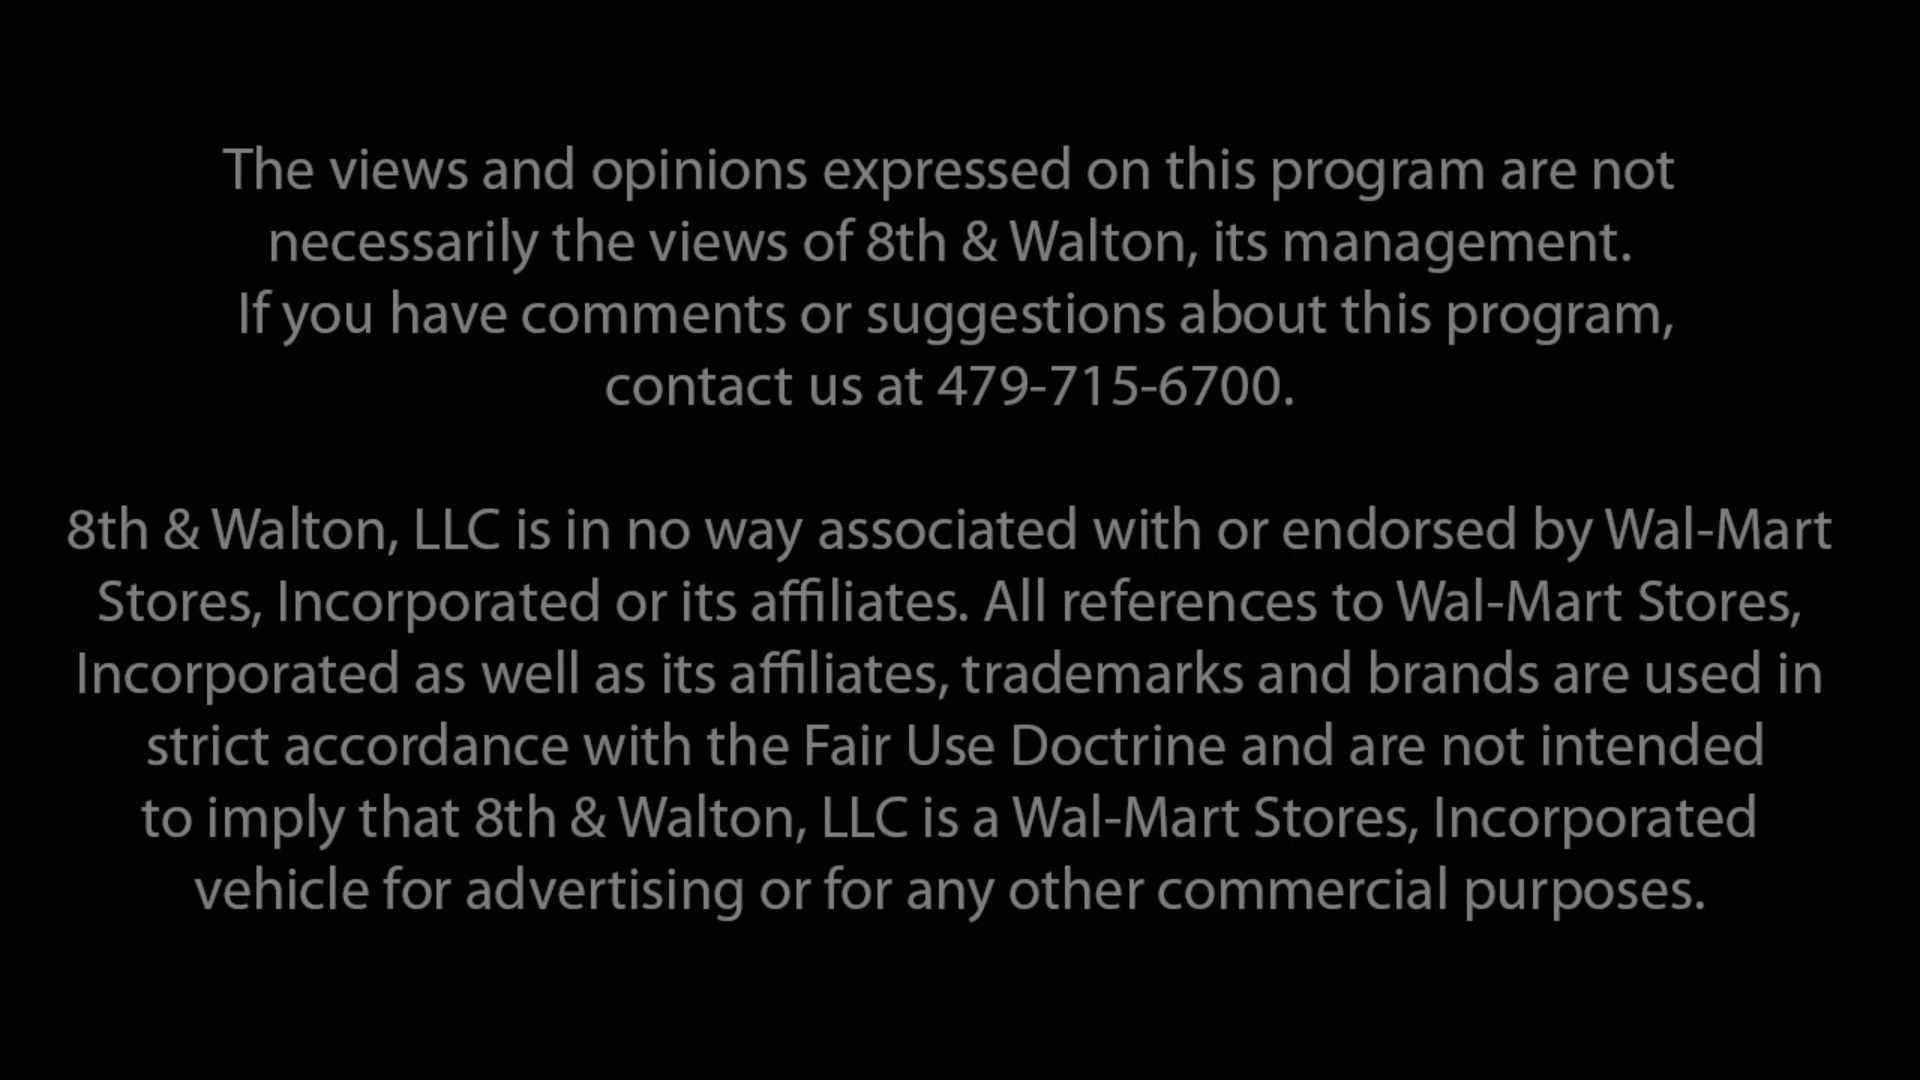 The views and opinions expressed on this program are not
necessarily the views of 8th & Walton, its management.
If you have comments or suggestions about this program,
contact us at 479-715-6700.
8th & Walton, LLC is in no way associated with or endorsed by Wal-Mart
Stores, Incorporated or its affiliates. All references to Wal-Mart Stores,
Incorporated as well as its affiliates, trademarks and brands are used in
strict accordance with the Fair Use Doctrine and are not intended
to imply that 8th & Walton, LLC is a Wal-Mart Stores, Incorporated
vehicle for advertising or for any other commercial purposes.